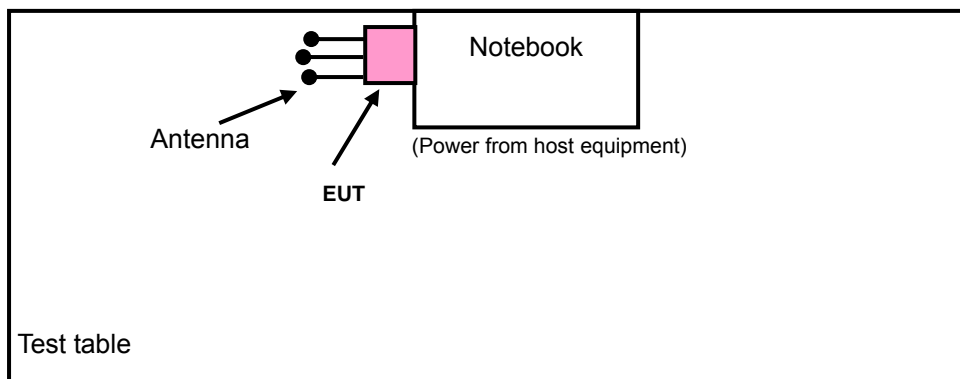 Notebook
Antenna
(Power from host equipment)
EUT
Test table